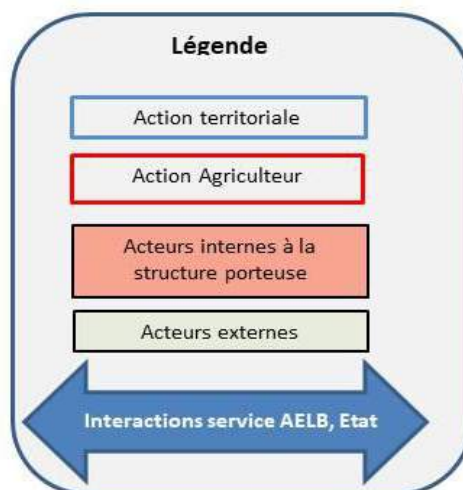 Légende
Action territoriale
Action Agriculteur
Acteurs internes à la
structure porteuse
Acteurs externes
Interactions service AELB, Etat